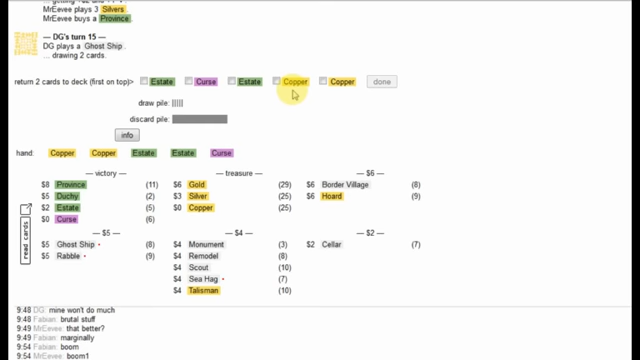 MrEevee plays 3 Silvers.
MrEevee buys a Province.
— DG's turn 15 —
DG plays a Ghost Ship.
... drawing 2 cards.
return 2 cards to deck (first on top)> Estate Curse Estate Copper Copper done
draw pile: |||||
discard pile:
info
hand: Copper Copper Estate Estate Curse
— victory — — treasure — — $6 —
$8 Province (11) $6 Gold (29) $6 Border Village (8)
$5 Duchy (2) $3 Silver (25) $6 Hoard (9)
$2 Estate (5) $0 Copper (25)
$0 Curse (6)
— $5 — — $4 — — $2 —
$5 Ghost Ship (8) $4 Monument (3) $2 Cellar (7)
$5 Rabble (9) $4 Remodel (8)
$4 Scout (10)
$4 Sea Hag (7)
$4 Talisman (10)
read cards
9:48 DG: mine won't do much
9:48 Fabian: brutal stuff
9:49 MrEevee: that better?
9:49 Fabian: marginally
9:54 Fabian: boom
9:54 MrEevee: boom1